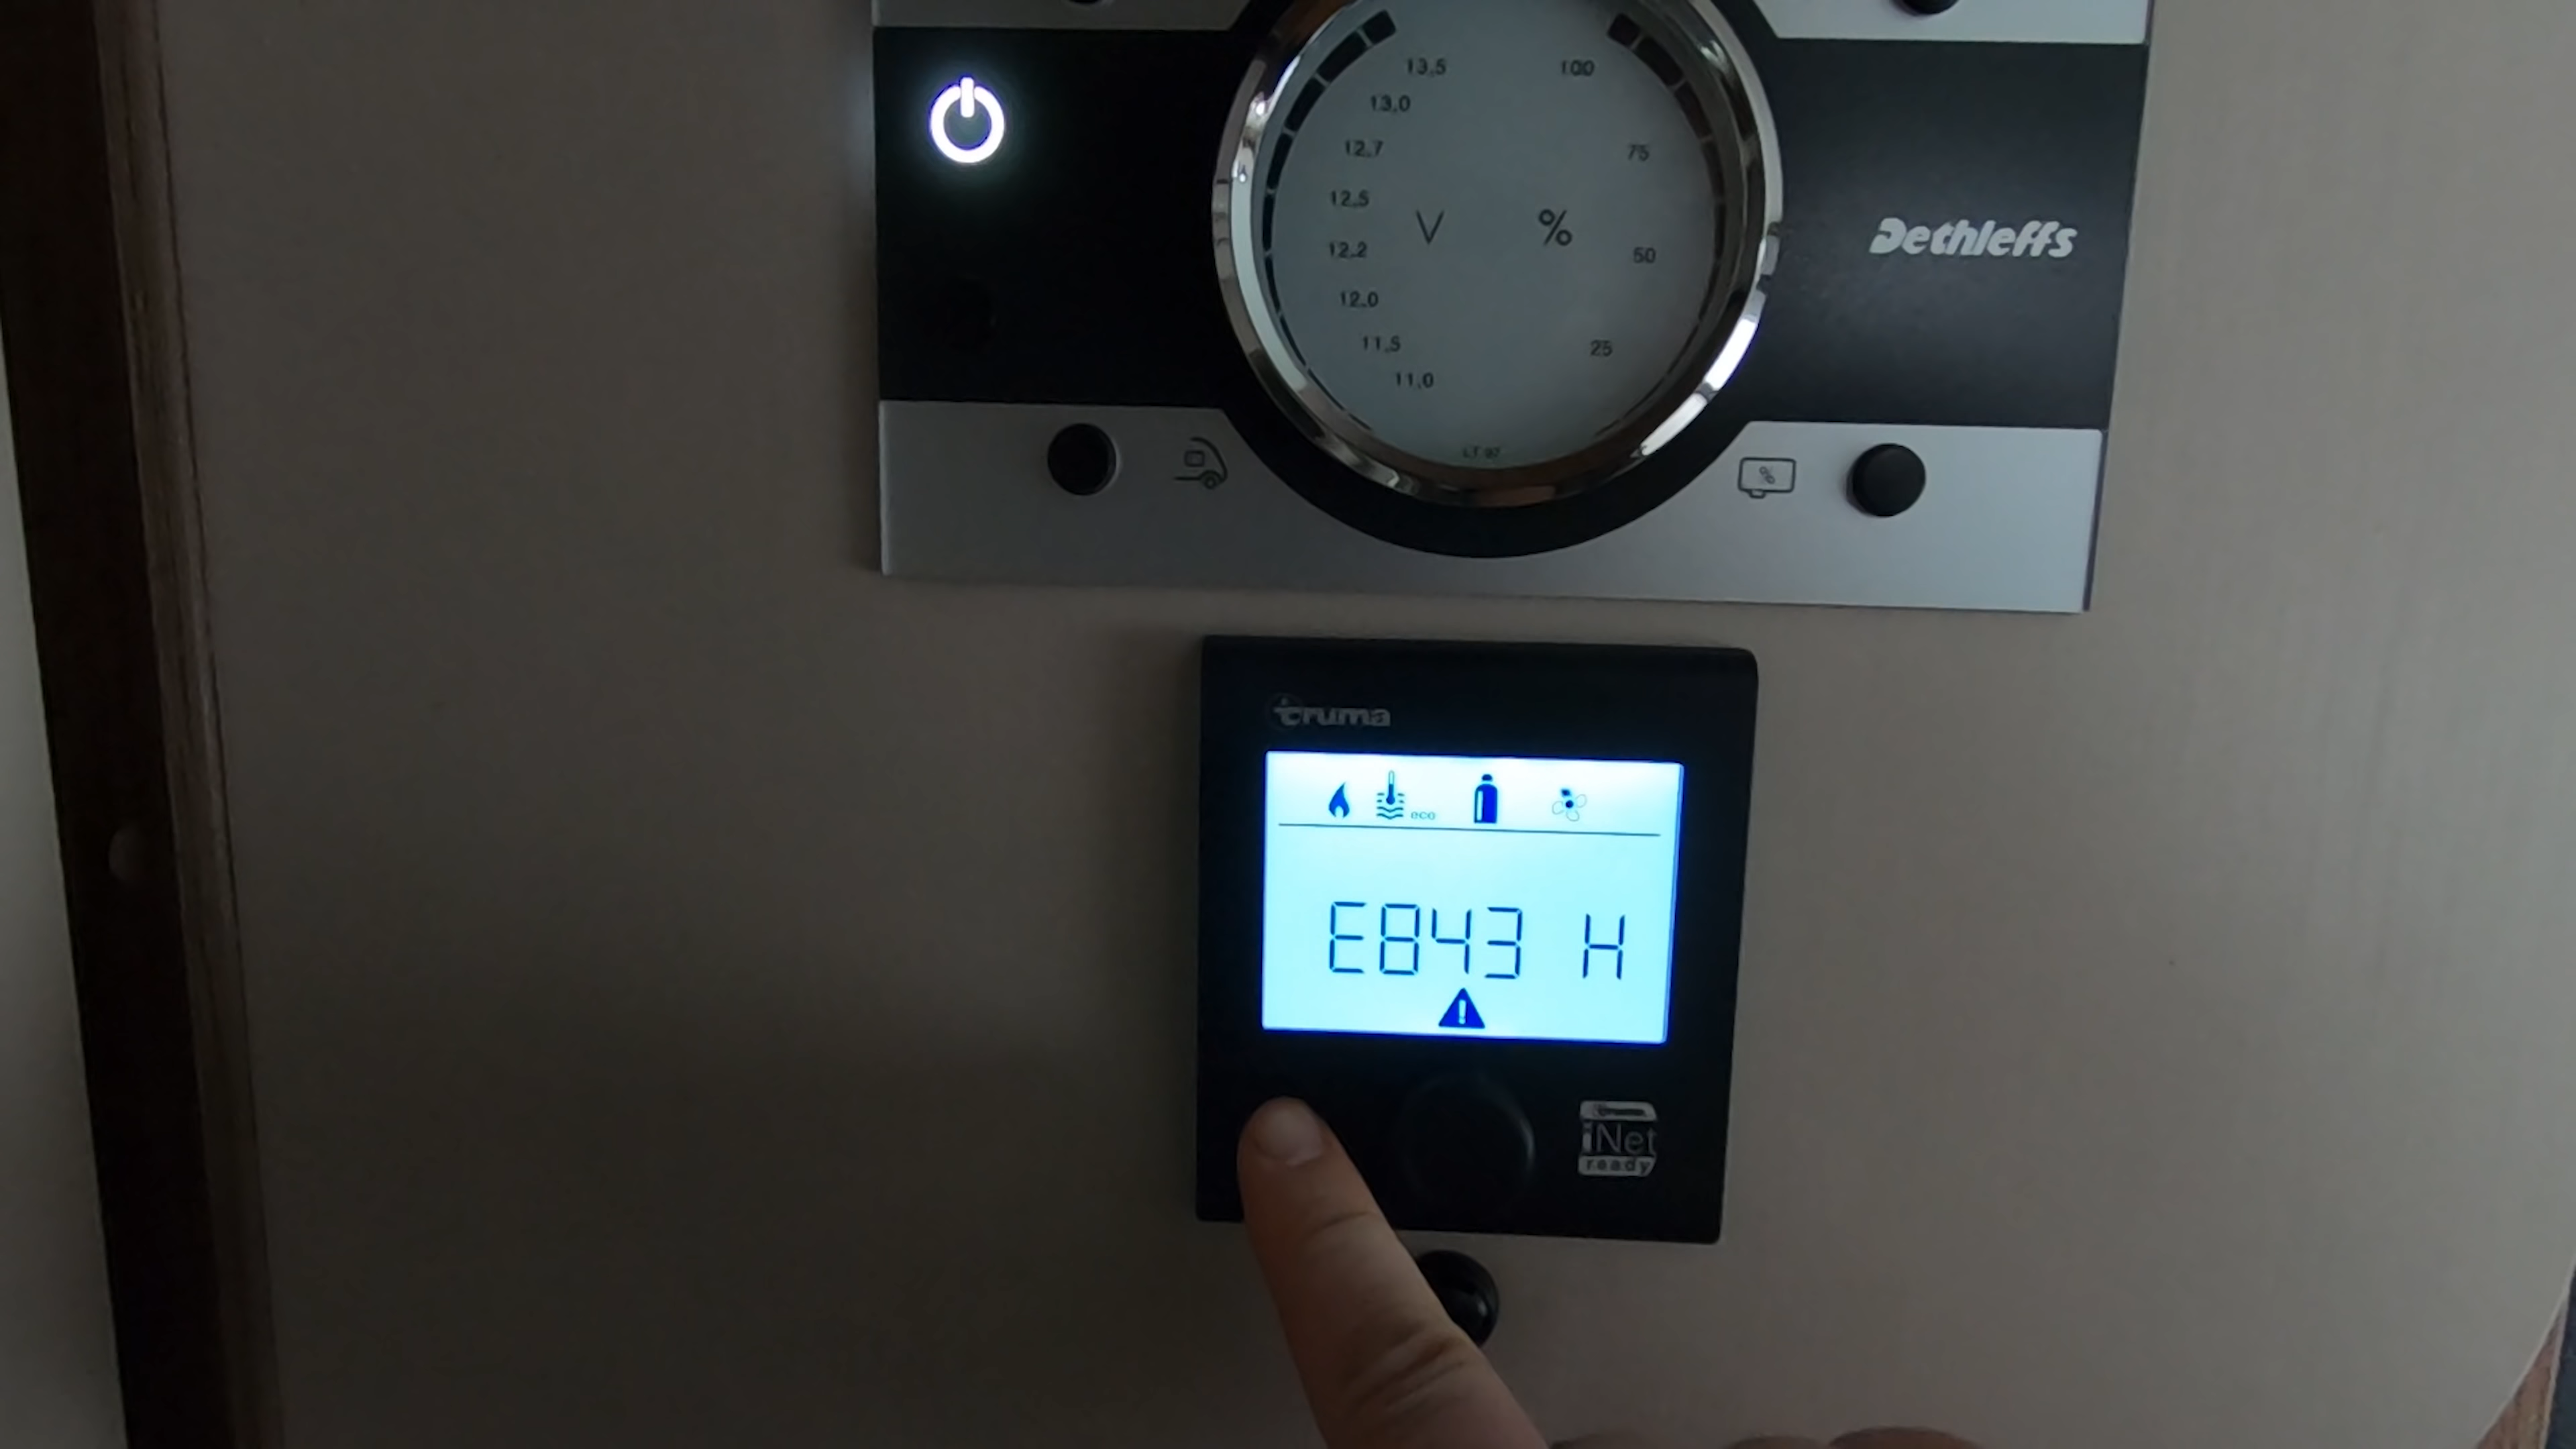 13,5 100
13,0
12,7 75
12,5
V %
12,2 50
12,0
11,5 25
11,0
Dethleffs
%
truma
eco
E843 H
!
truma
iNet
ready